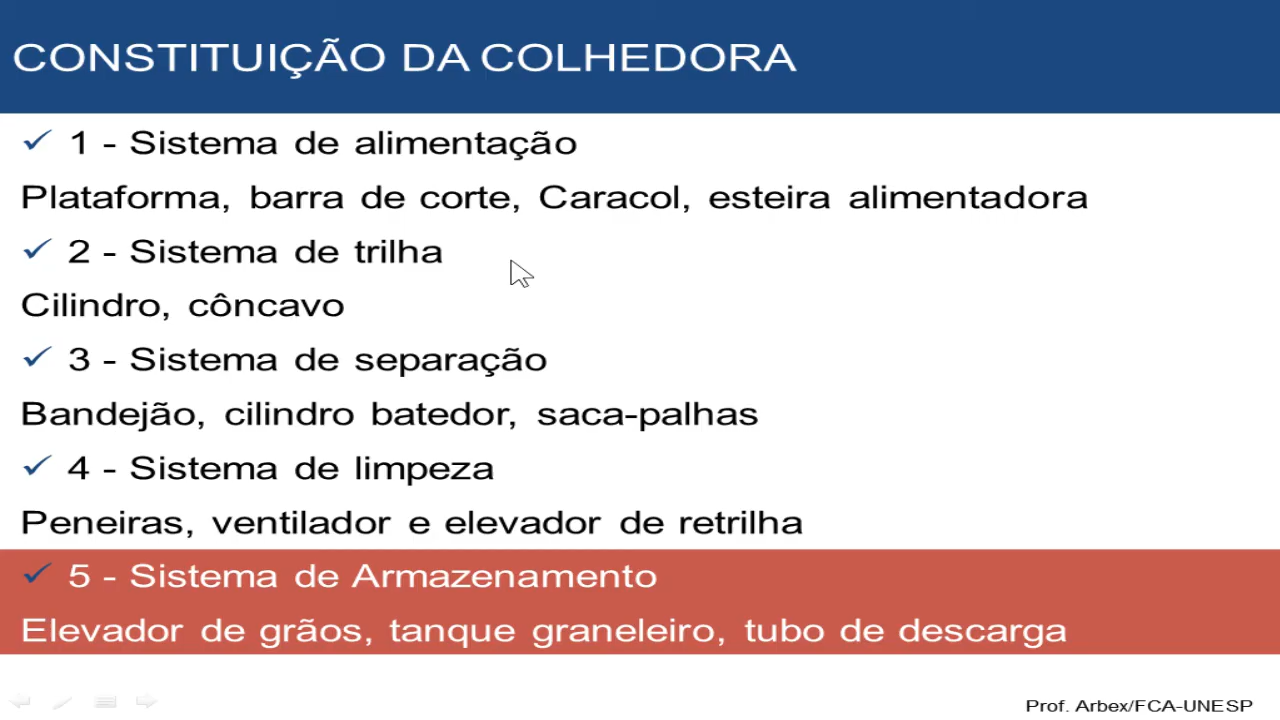 CONSTITUIÇÃO DA COLHEDORA
✓ 1 - Sistema de alimentação
Plataforma, barra de corte, Caracol, esteira alimentadora
✓ 2 - Sistema de trilha
Cilindro, côncavo
✓ 3 - Sistema de separação
Bandejão, cilindro batedor, saca-palhas
✓ 4 - Sistema de limpeza
Peneiras, ventilador e elevador de retrilha
✓ 5 - Sistema de Armazenamento
Elevador de grãos, tanque graneleiro, tubo de descarga
Prof. Arbex/FCA-UNESP